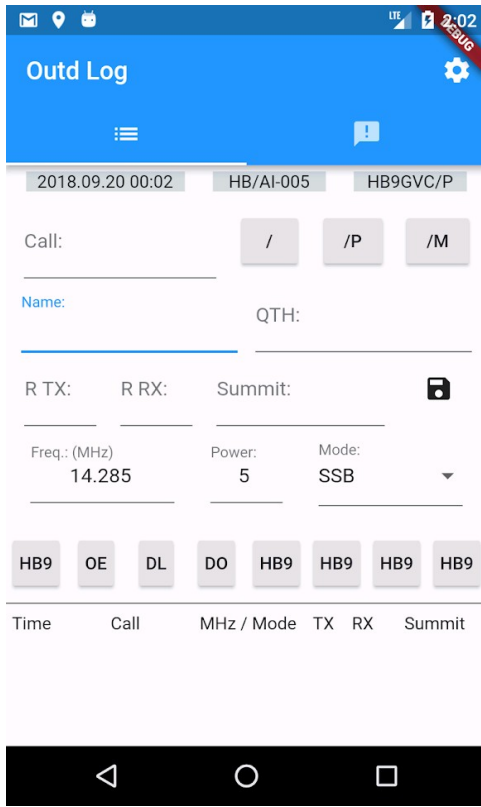 LTE 2:02
DEBUG
Outd Log
2018.09.20 00:02 HB/AI-005 HB9GVC/P
Call: / /P /M
Name: QTH:
R TX: R RX: Summit:
Freq.: (MHz) Power: Mode:
14.285 5 SSB
HB9 OE DL DO HB9 HB9 HB9 HB9
Time Call MHz / Mode TX RX Summit